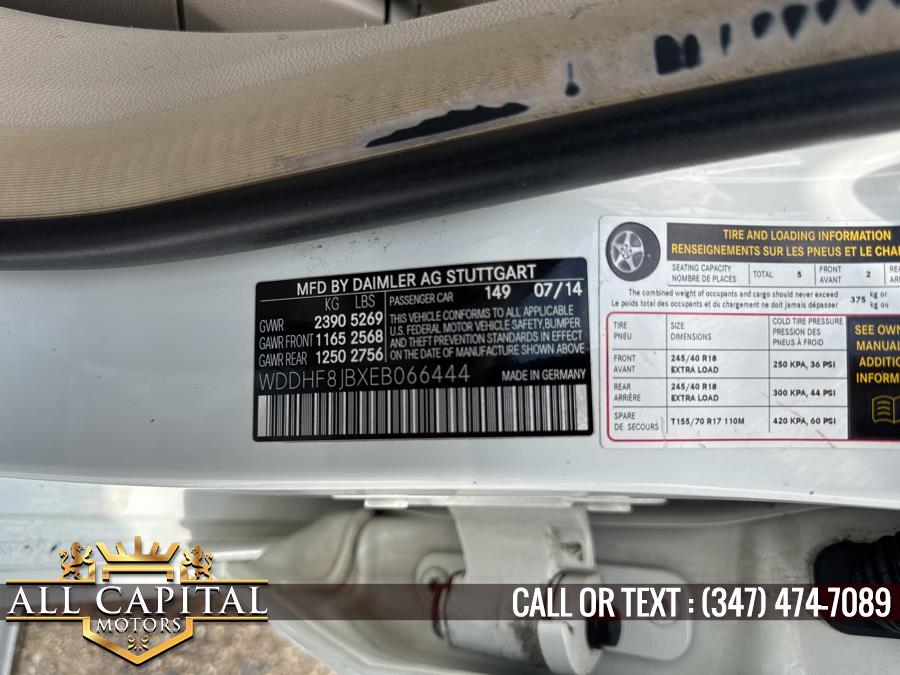 MFD BY DAIMLER AG STUTTGART
KG LBS
GVWR 2390 5269
GAWR FRONT 1165 2568
GAWR REAR 1250 2756
PASSENGER CAR 149 07/14
THIS VEHICLE CONFORMS TO ALL APPLICABLE
U.S. FEDERAL MOTOR VEHICLE SAFETY, BUMPER
AND THEFT PREVENTION STANDARDS IN EFFECT
ON THE DATE OF MANUFACTURE SHOWN ABOVE.
WDDHF8JBXEB066444 MADE IN GERMANY
TIRE AND LOADING INFORMATION
RENSEIGNEMENTS SUR LES PNEUS ET LE
SEATING CAPACITY
NOMBRE DE PLACES
TOTAL 5
FRONT
AVANT
2
The combined weight of occupants and cargo should never exceed
Le poids total des occupants et du chargement ne doit jamais dépasser
375 kg or
kg ou
TIRE
PNEU
SIZE
DIMENSIONS
COLD TIRE PRESSURE
PRESSION DES
PNEUS À FROID
FRONT
AVANT
245/40 R18
EXTRA LOAD
250 KPA, 36 PSI
REAR
ARRIÈRE
245/40 R18
EXTRA LOAD
300 KPA, 44 PSI
SPARE
DE SECOURS
T155/70 R17 110M
420 KPA, 60 PSI
SEE
MANUAL
ALL CAPITAL
MOTORS
CALL OR TEXT : (347) 474-7089